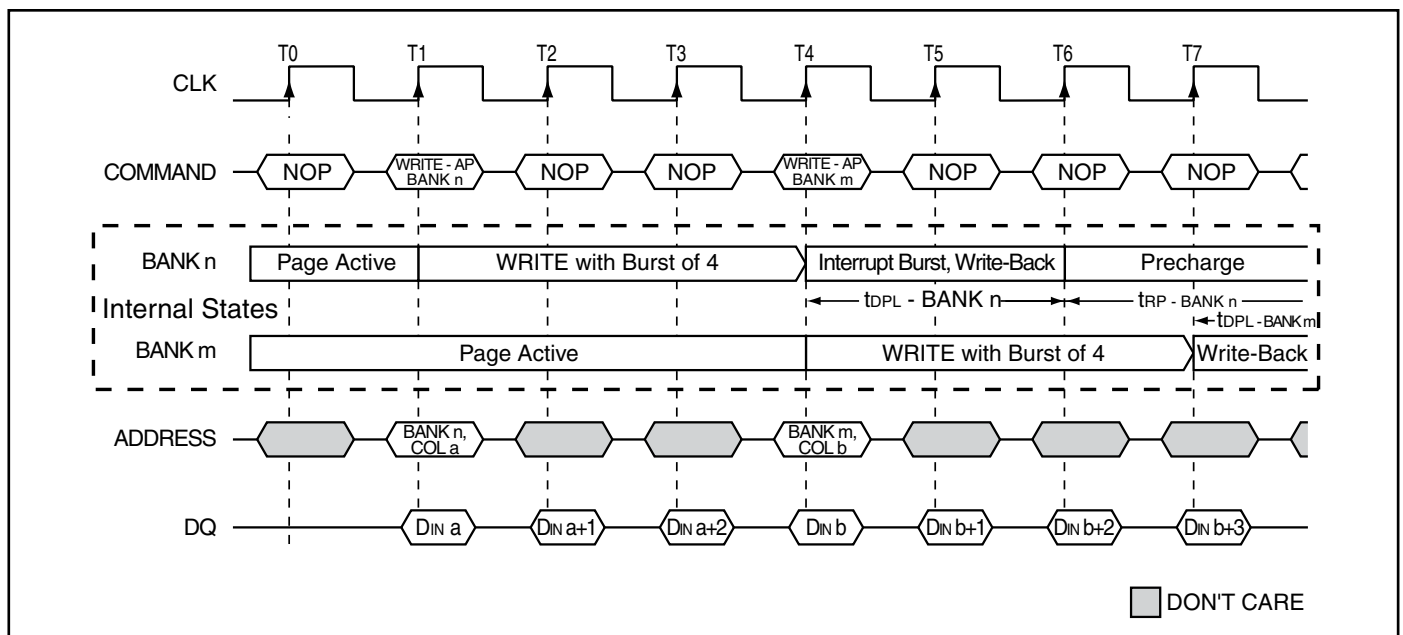 T0 T1 T2 T3 T4 T5 T6 T7
CLK
COMMAND NOP WRITE - AP BANK n NOP NOP WRITE - AP BANK m NOP NOP NOP
BANK n Page Active WRITE with Burst of 4 Interrupt Burst, Write-Back Precharge
Internal States tDPL - BANK n tRP - BANK n
tDPL - BANK m
BANK m Page Active WRITE with Burst of 4 Write-Back
ADDRESS BANK n, COL a BANK m, COL b
DQ DIN a DIN a+1 DIN a+2 DIN b DIN b+1 DIN b+2 DIN b+3
DON'T CARE